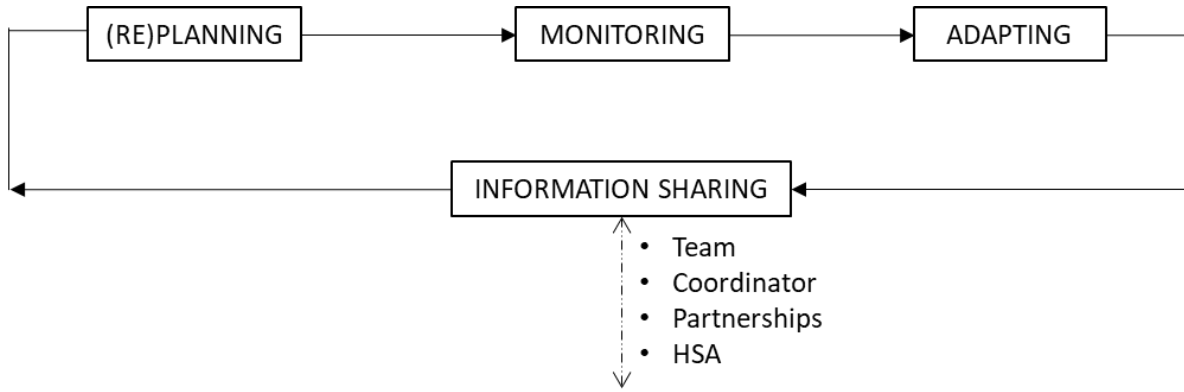 (RE)PLANNING
MONITORING
ADAPTING
INFORMATION SHARING
• Team
• Coordinator
• Partnerships
• HSA